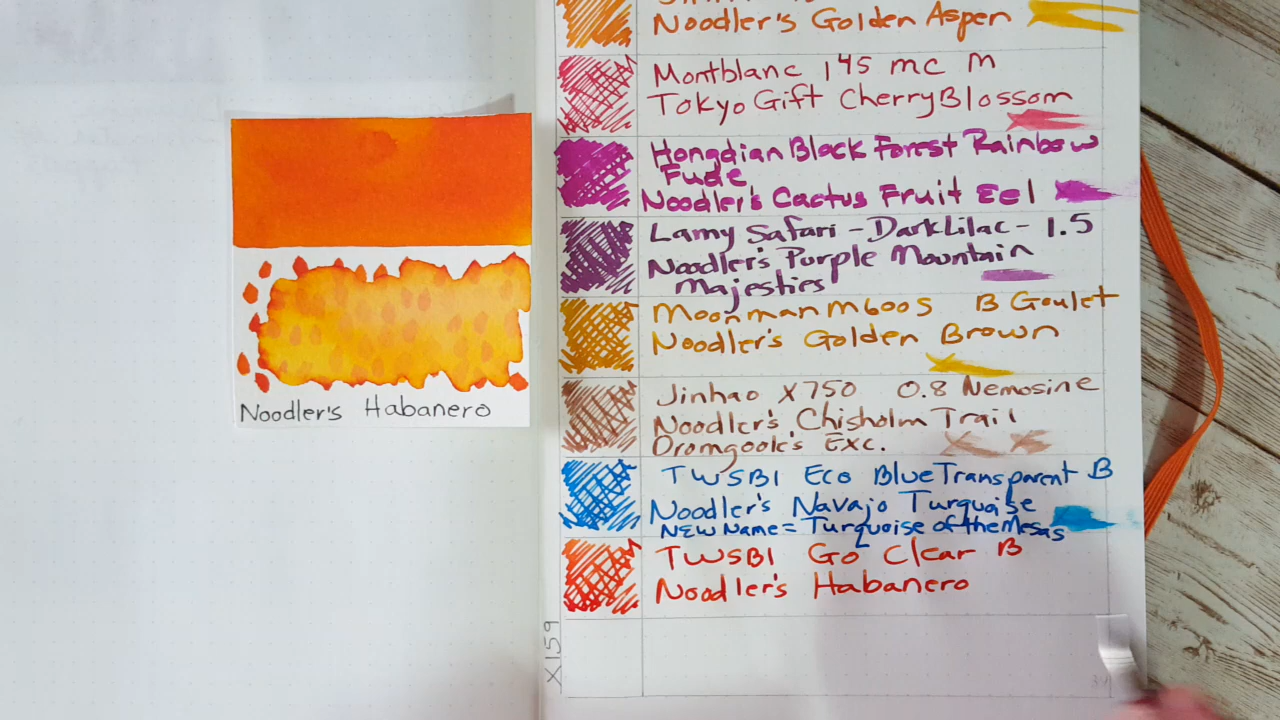 Noodler's Golden Aspen
Montblanc 145 MC M
Tokyo Gift Cherry Blossom
Hongdian Black Forest Rainbow
Fude
Noodler's Cactus Fruit Eel
Lamy Safari - Dark Lilac - 1.5
Noodler's Purple Mountain
Majesties
Moonman M600S B Goulet
Noodler's Golden Brown
Jinhao X750 0.8 Nemosine
Noodler's Chisholm Trail
Dromgoole's Exc.
TWSBI Eco Blue Transparent B
Noodler's Navajo Turquoise
New Name = Turquoise of the Mesas
TWSBI Go Clear B
Noodler's Habanero
X159
Noodler's Habanero